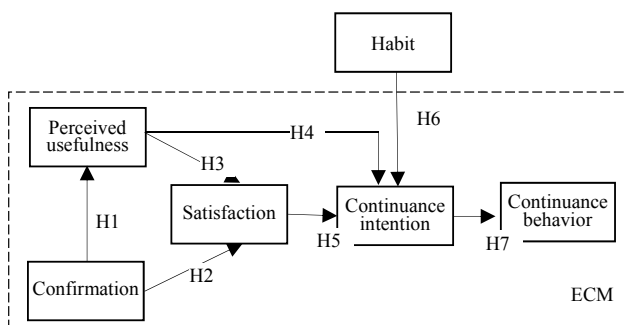 Habit
H6
Perceived
usefulness
H4
H3
H1
Satisfaction
Continuance
intention
Continuance
behavior
H5
H7
H2
Confirmation
ECM